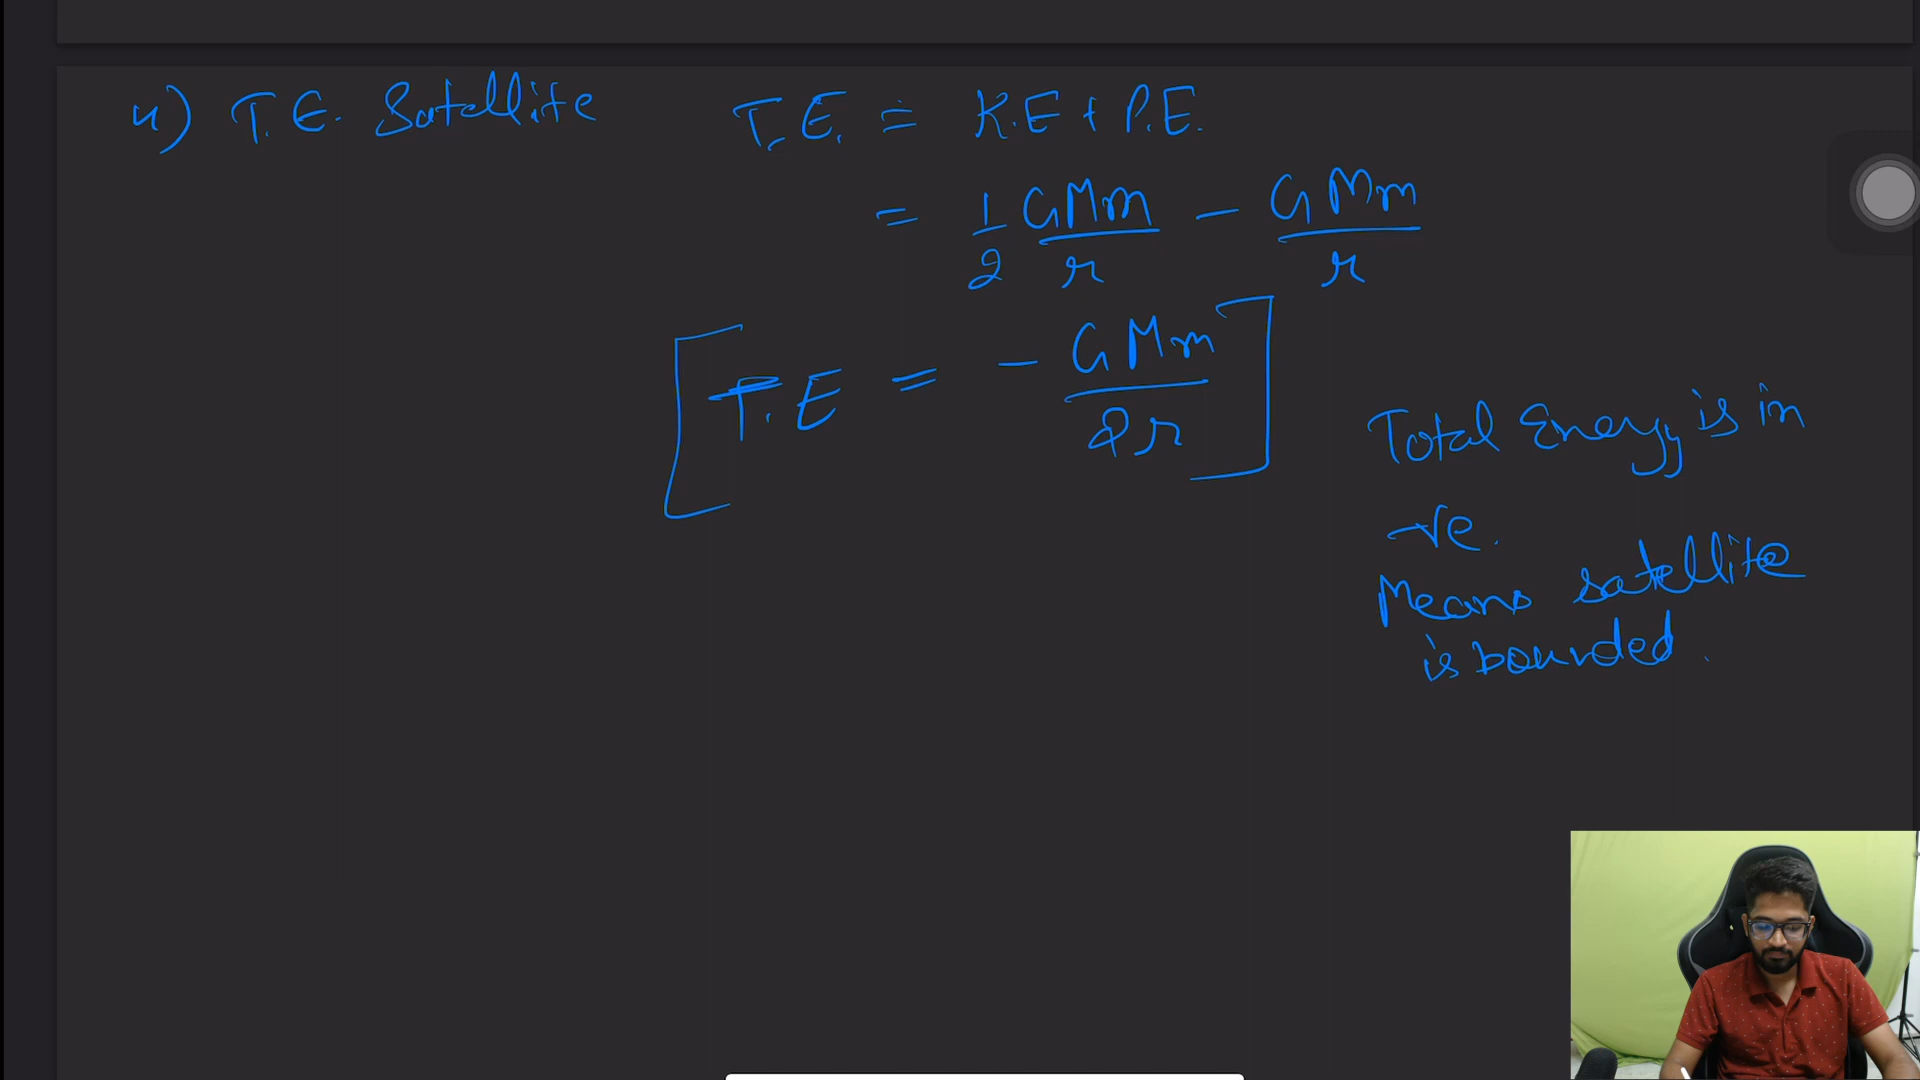 4) T.E. Satellite T.E. = K.E + P.E.
= 1/2 GMm/r - GMm/r
[T.E = - GMm/2r]
Total Energy is in
-ve.
Means satellite
is bounded.